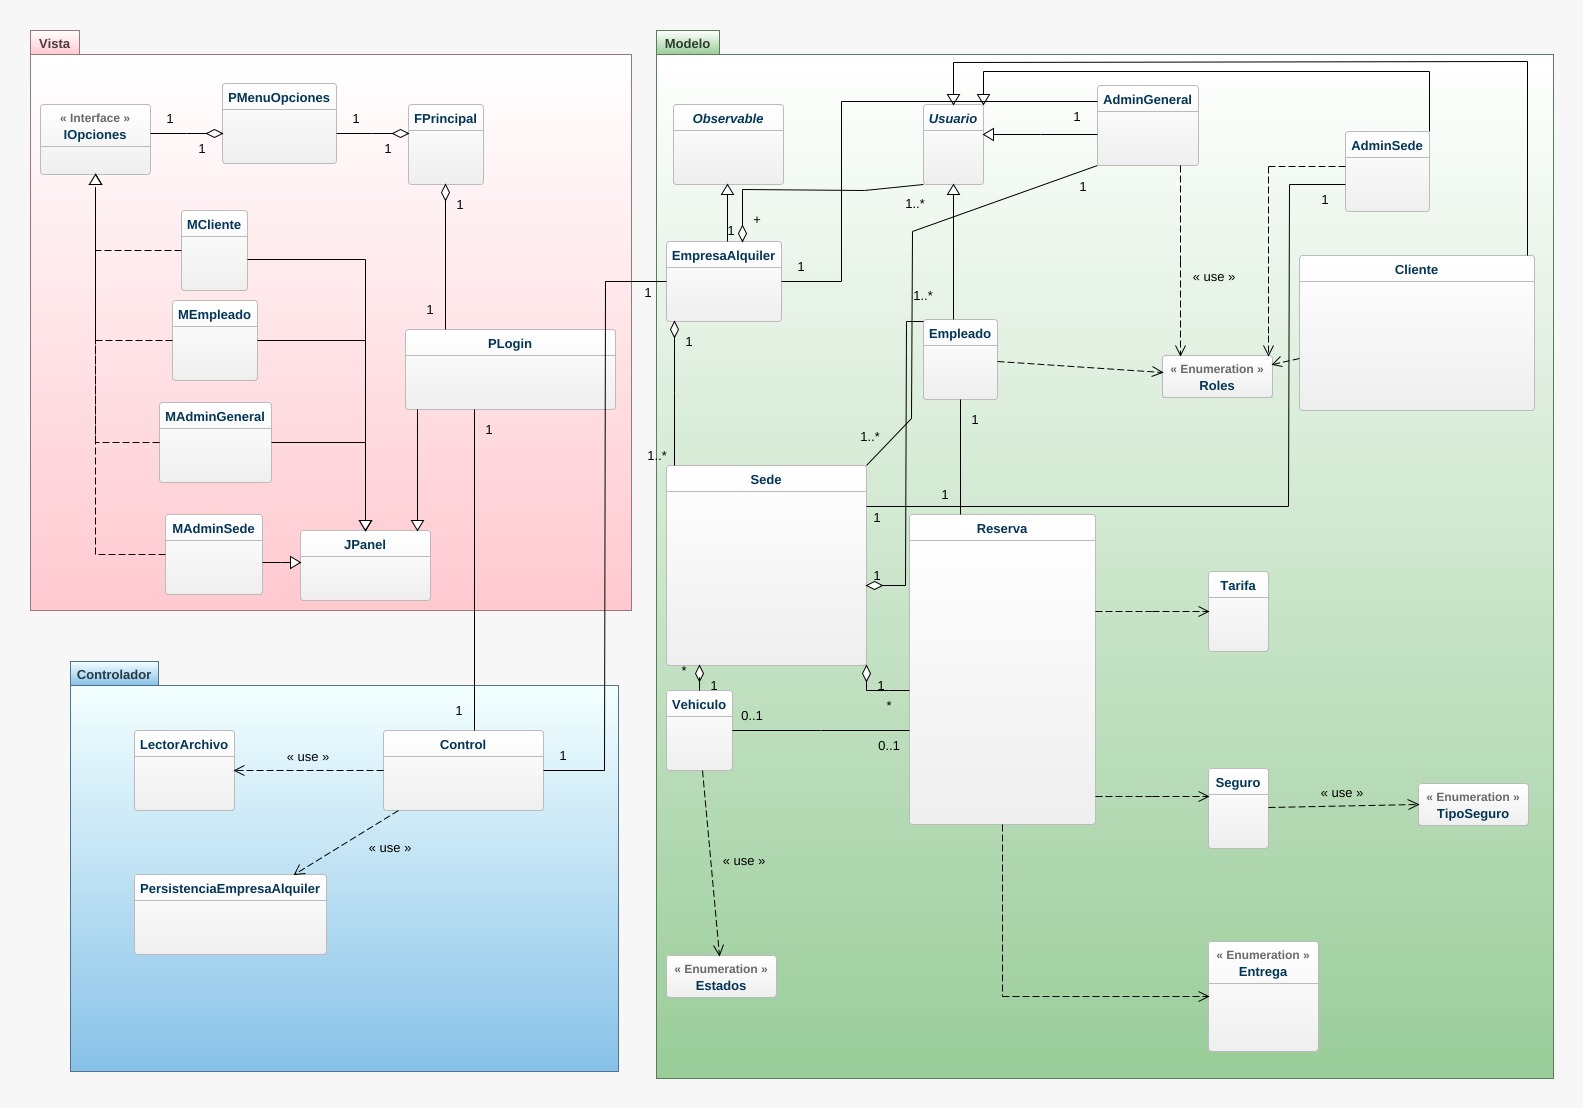 Vista
« Interface »
IOpciones
1
1
PMenuOpciones
1
1
FPrincipal
1
MCliente
MEmpleado
1
PLogin
MAdminGeneral
1
MAdminSede
JPanel
Controlador
1
LectorArchivo
« use »
Control
1
« use »
PersistenciaEmpresaAlquiler
Modelo
Observable
Usuario
1
AdminGeneral
AdminSede
1
1
1..*
+
1
EmpresaAlquiler
1
1
Cliente
« use »
1..*
Empleado
1
« Enumeration »
Roles
1
1..*
1..*
Sede
1
1
1
Reserva
Tarifa
*
1
1
*
Vehiculo
0..1
0..1
Seguro
« use »
« Enumeration »
TipoSeguro
« use »
« Enumeration »
Estados
« Enumeration »
Entrega